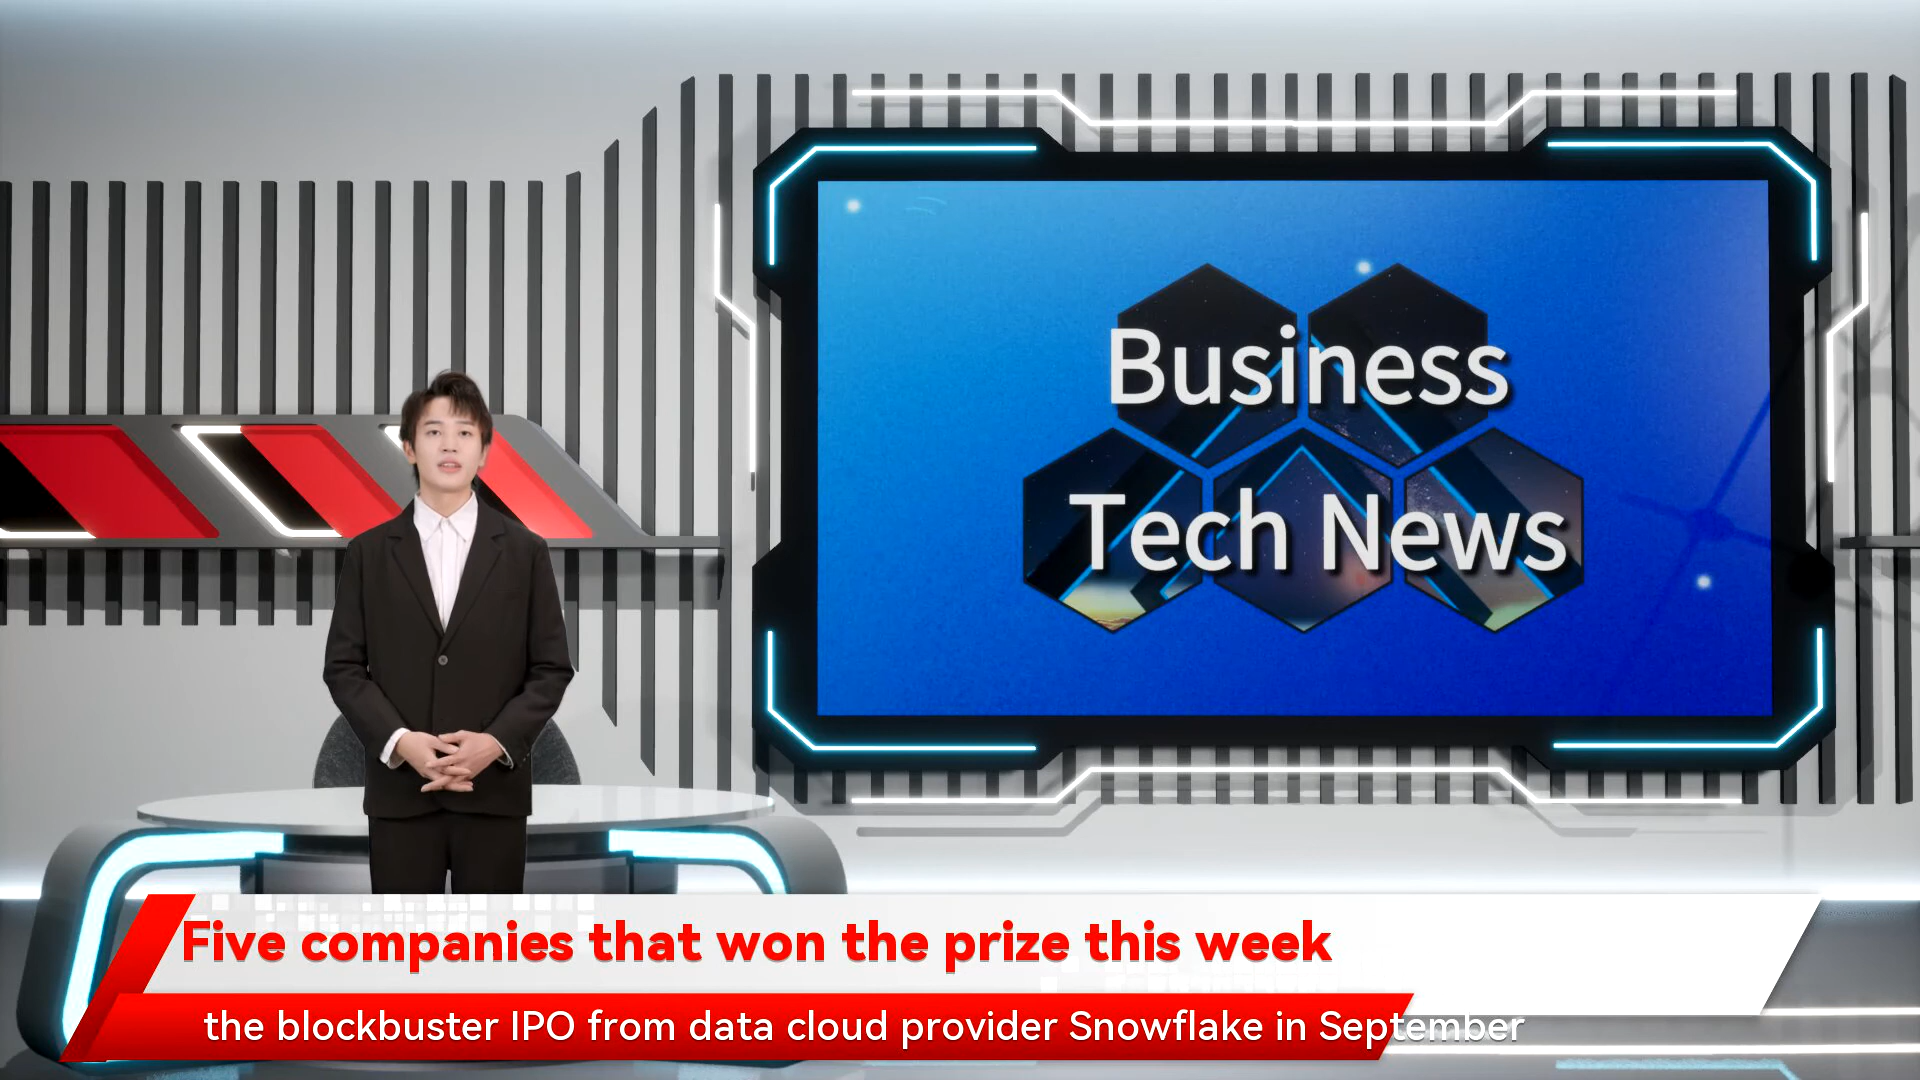 Business
Tech News
Five companies that won the prize this week
the blockbuster IPO from data cloud provider Snowflake in September